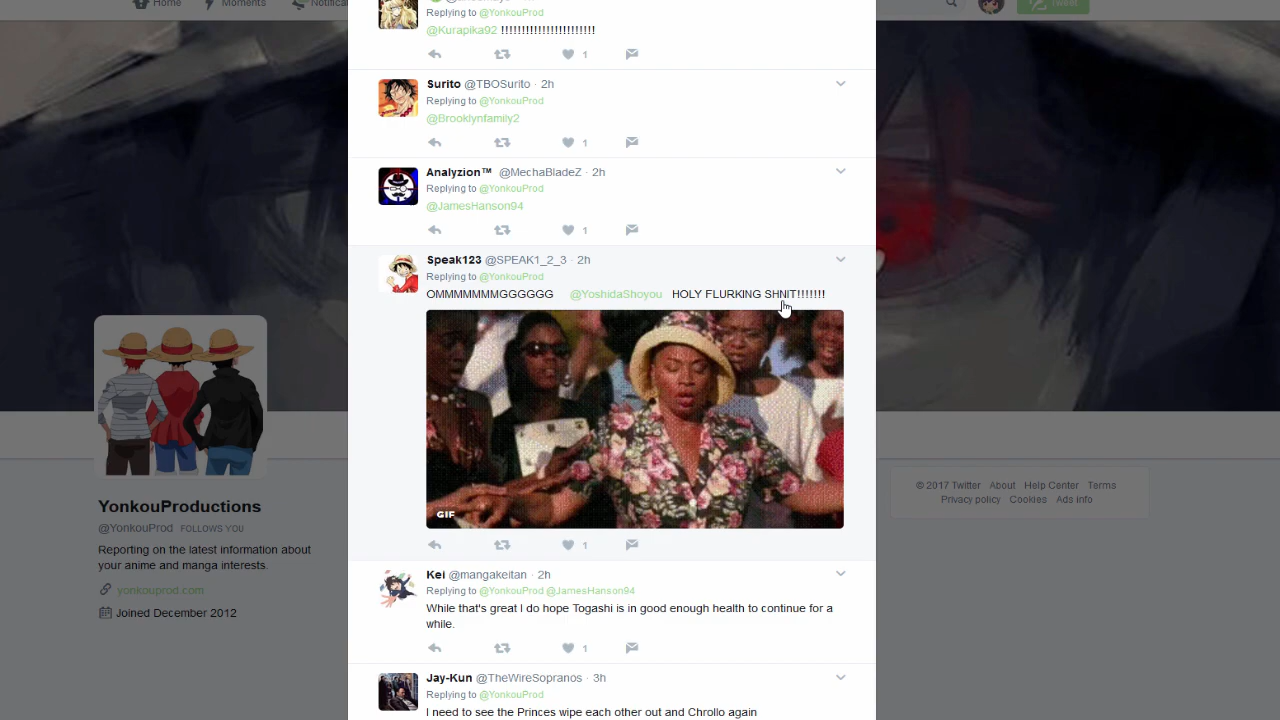 Home
Moments
Tweet
Replying to @YonkouProd
@Kurapika92 !!!!!!!!!!!!!!!!!!!!!!!
1
Surito @TBOSurito · 2h
Replying to @YonkouProd
@Brooklynfamily2
1
Analyzion™ @MechaBladeZ · 2h
Replying to @YonkouProd
@JamesHanson94
1
Speak123 @SPEAK1_2_3 · 2h
Replying to @YonkouProd
OMMMMMMMGGGGGG @YoshidaShoyou HOLY FLURKING SHNIT!!!!!!!
GIF
1
Kei @mangakeitan · 2h
Replying to @YonkouProd @JamesHanson94
While that's great I do hope Togashi is in good enough health to continue for a
while.
1
Jay-Kun @TheWireSopranos · 3h
Replying to @YonkouProd
I need to see the Princes wipe each other out and Chrollo again
YonkouProductions
@YonkouProd FOLLOWS YOU
Reporting on the latest information about
your anime and manga interests.
yonkouprod.com
Joined December 2012
© 2017 Twitter About Help Center Terms
Privacy policy Cookies Ads info